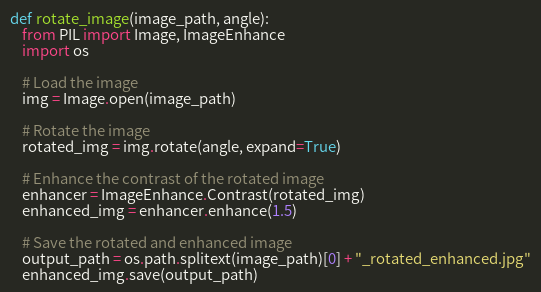 def rotate_image(image_path, angle):
    from PIL import Image, ImageEnhance
    import os

    # Load the image
    img = Image.open(image_path)

    # Rotate the image
    rotated_img = img.rotate(angle, expand=True)

    # Enhance the contrast of the rotated image
    enhancer = ImageEnhance.Contrast(rotated_img)
    enhanced_img = enhancer.enhance(1.5)

    # Save the rotated and enhanced image
    output_path = os.path.splitext(image_path)[0] + "_rotated_enhanced.jpg"
    enhanced_img.save(output_path)